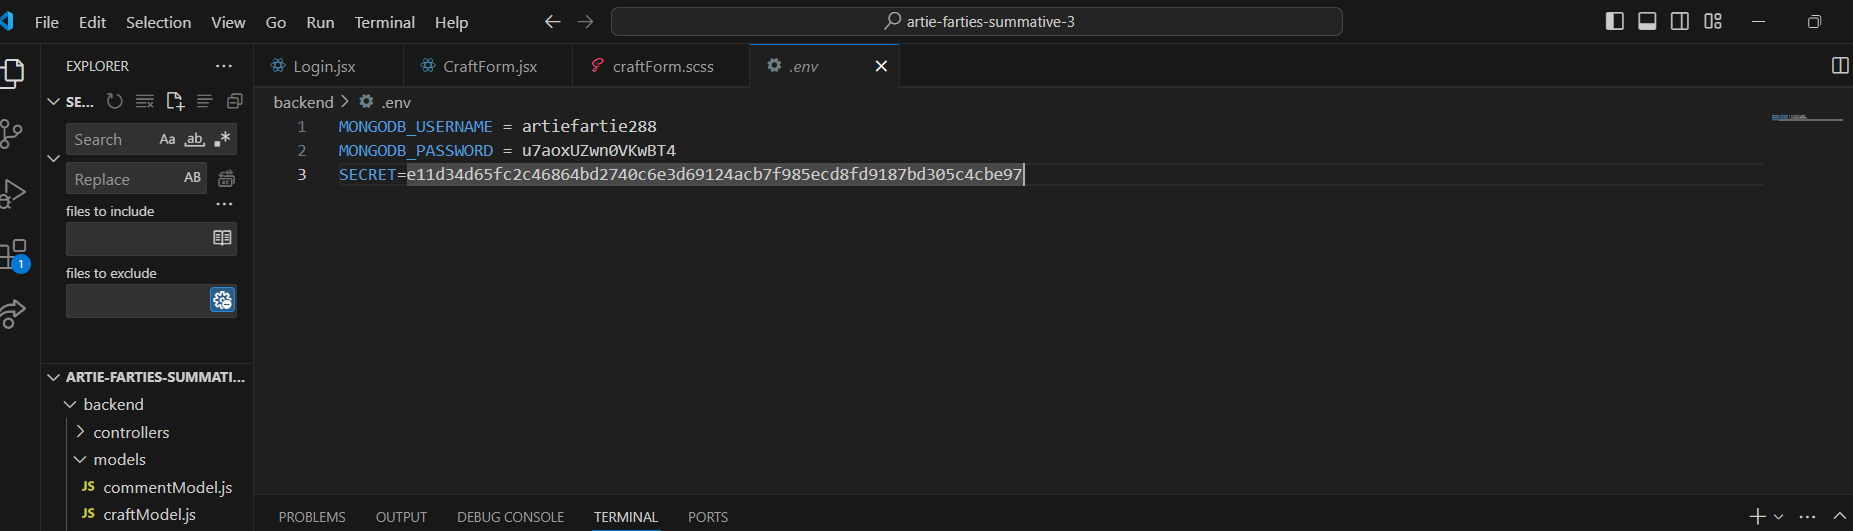 File Edit Selection View Go Run Terminal Help
artie-farties-summative-3
EXPLORER
Login.jsx
CraftForm.jsx
craftForm.scss
.env
SE...
backend > .env
Search Aa ab .*
Replace AB
files to include
files to exclude
1 MONGODB_USERNAME = artiefartie288
2 MONGODB_PASSWORD = u7aoxUZwn0VKwBT4
3 SECRET=e11d34d65fc2c46864bd2740c6e3d69124acb7f985ecd8fd9187bd305c4cbe97
1
ARTIE-FARTIES-SUMMATI...
backend
controllers
models
JS commentModel.js
JS craftModel.js
PROBLEMS OUTPUT DEBUG CONSOLE TERMINAL PORTS